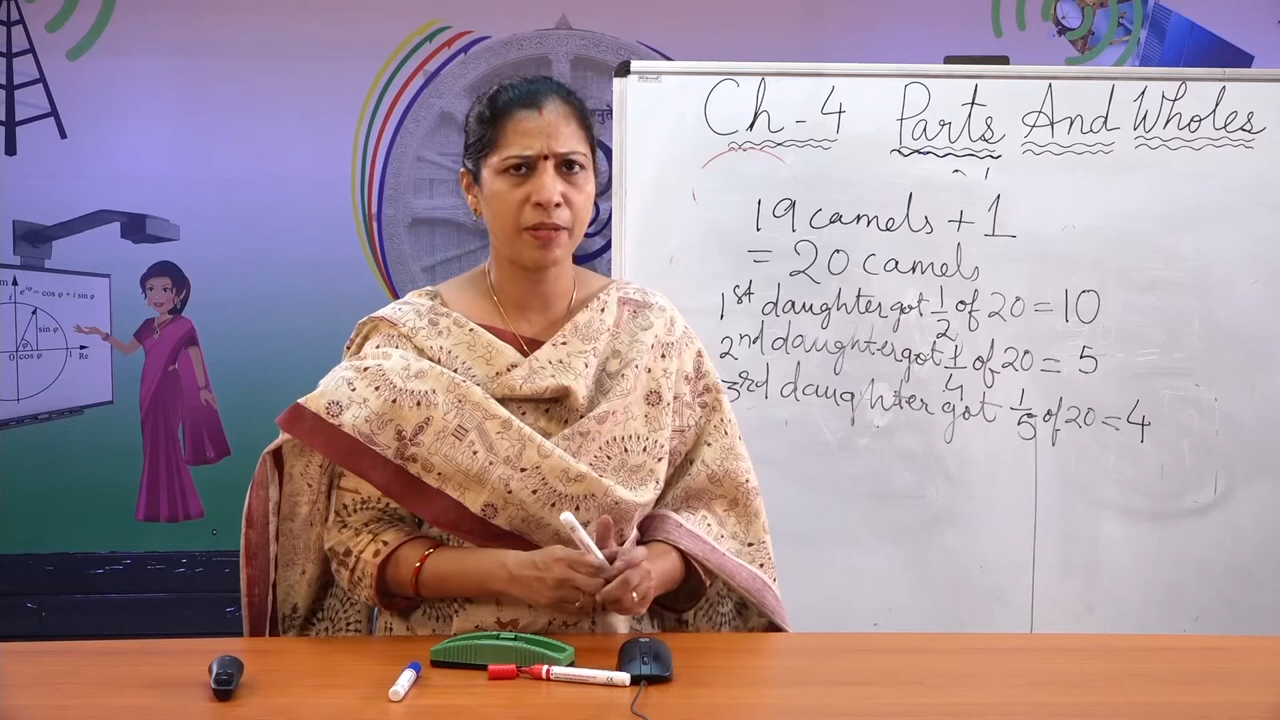 Ch-4 Parts And Wholes
19 camels + 1
= 20 camels
1st daughter got 1/2 of 20 = 10
2nd daughter got 1/4 of 20 = 5
3rd daughter got 1/5 of 20 = 4
e^iφ = cos φ + i sin φ
i
sin φ
φ
0 cos φ 1 Re